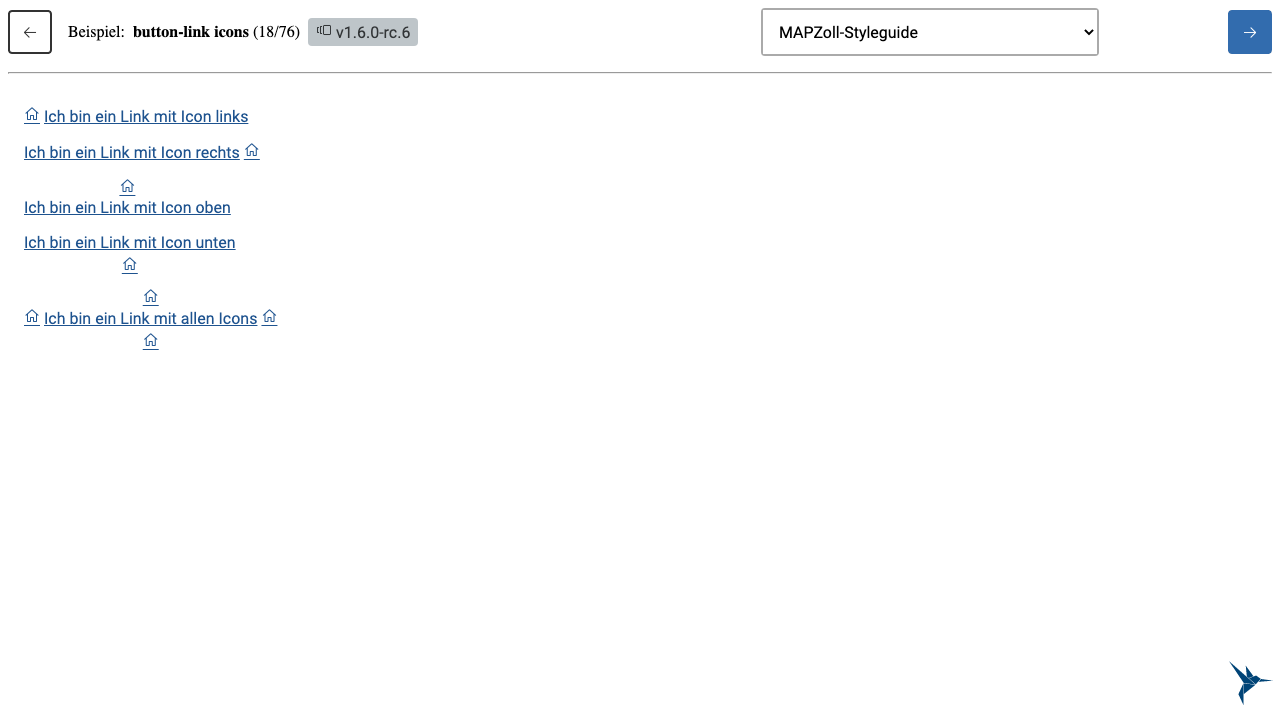 Beispiel: button-link icons (18/76) v1.6.0-rc.6 MAPZoll-Styleguide
Ich bin ein Link mit Icon links
Ich bin ein Link mit Icon rechts
Ich bin ein Link mit Icon oben
Ich bin ein Link mit Icon unten
Ich bin ein Link mit allen Icons